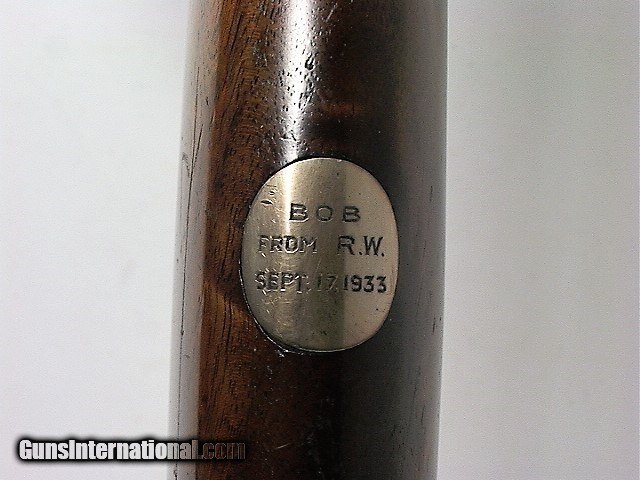 BOB
FROM R.W.
SEPT. 17, 1933
GunsInternational.com